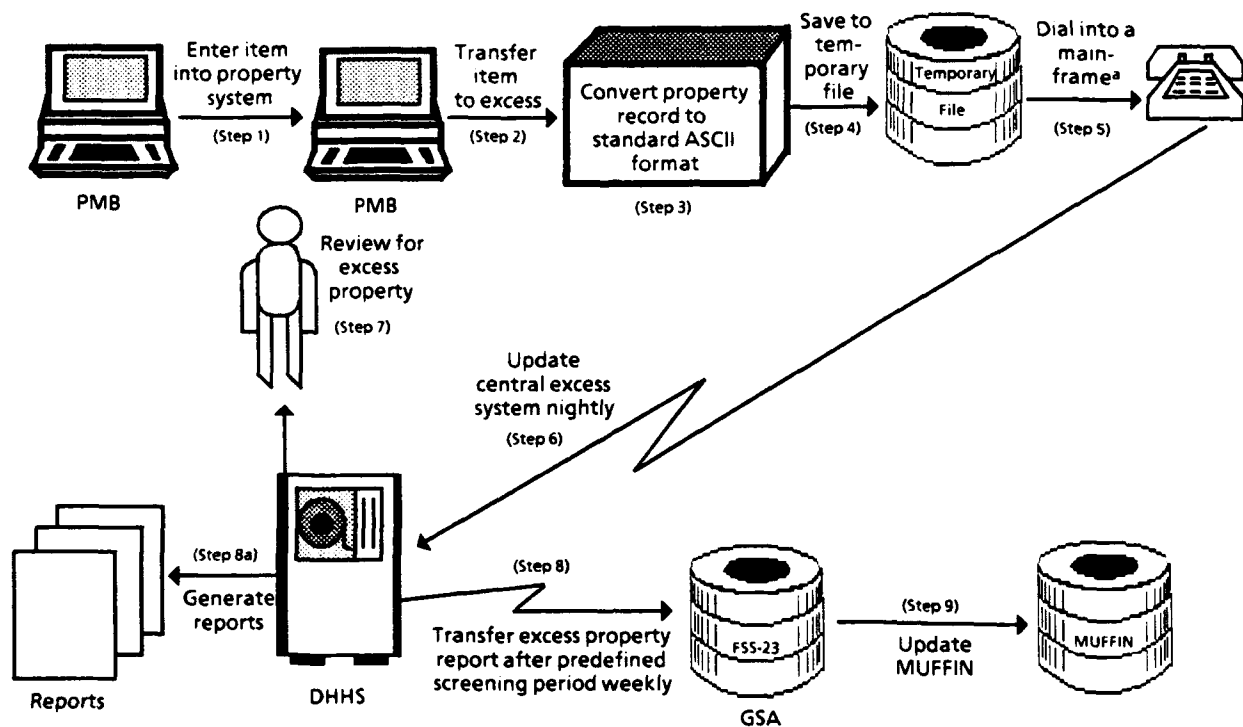 Enter item
into property
system
(Step 1)
PMB
Transfer
item
to excess
(Step 2)
PMB
Convert property
record to
standard ASCII
format
(Step 3)
Save to
tem-
porary
file
(Step 4)
Temporary
File
Dial into a
main-
frameᵃ
(Step 5)
Update
central excess
system nightly
(Step 6)
Review for
excess
property
(Step 7)
DHHS
(Step 8a)
Generate
reports
Reports
(Step 8)
Transfer excess property
report after predefined
screening period weekly
FSS-23
GSA
(Step 9)
Update
MUFFIN
MUFFIN